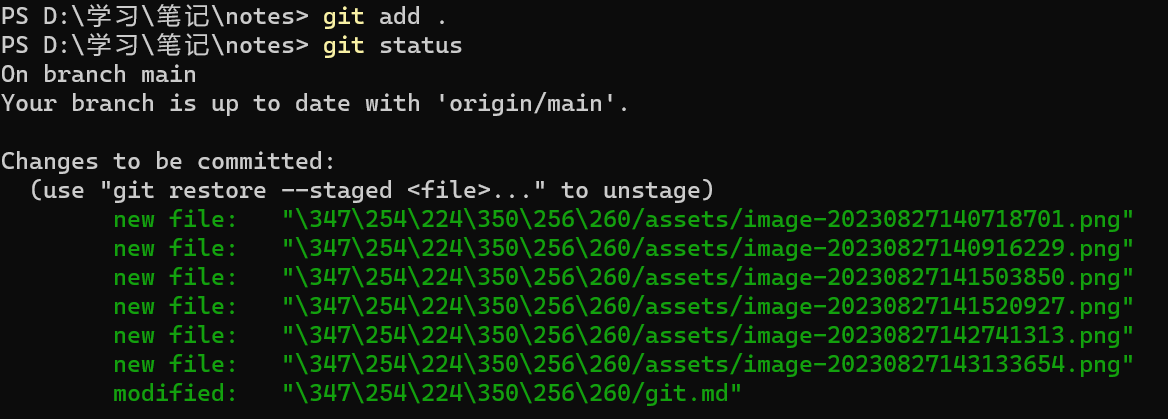 PS D:\学习\笔记\notes> git add .
PS D:\学习\笔记\notes> git status
On branch main
Your branch is up to date with 'origin/main'.
Changes to be committed:
(use "git restore --staged <file>..." to unstage)
new file: "\347\254\224\350\256\260/assets/image-20230827140718701.png"
new file: "\347\254\224\350\256\260/assets/image-20230827140916229.png"
new file: "\347\254\224\350\256\260/assets/image-20230827141503850.png"
new file: "\347\254\224\350\256\260/assets/image-20230827141520927.png"
new file: "\347\254\224\350\256\260/assets/image-20230827142741313.png"
new file: "\347\254\224\350\256\260/assets/image-20230827143133654.png"
modified: "\347\254\224\350\256\260/git.md"